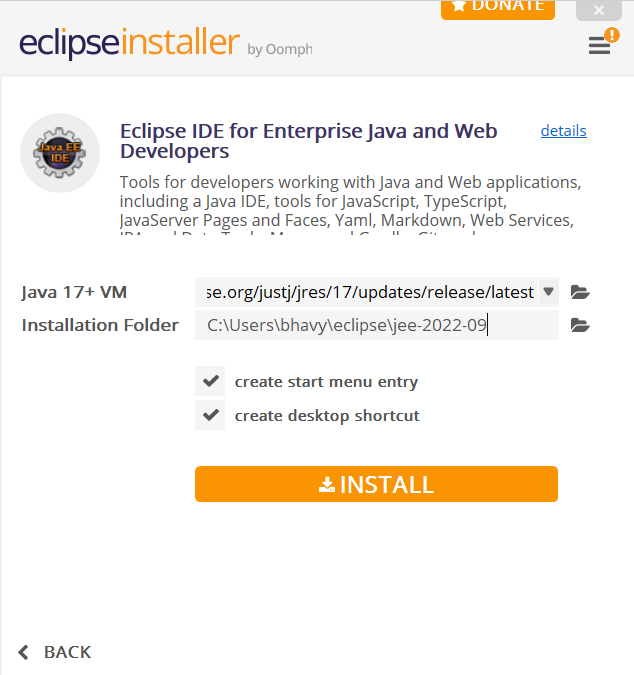 DONATE
eclipseinstaller by Oomph
!
Java EE
IDE
Eclipse IDE for Enterprise Java and Web
Developers
details
Tools for developers working with Java and Web applications,
including a Java IDE, tools for JavaScript, TypeScript,
JavaServer Pages and Faces, Yaml, Markdown, Web Services,
Java 17+ VM
se.org/justj/jres/17/updates/release/latest
Installation Folder
C:\Users\bhavy\eclipse\jee-2022-09
create start menu entry
create desktop shortcut
INSTALL
BACK